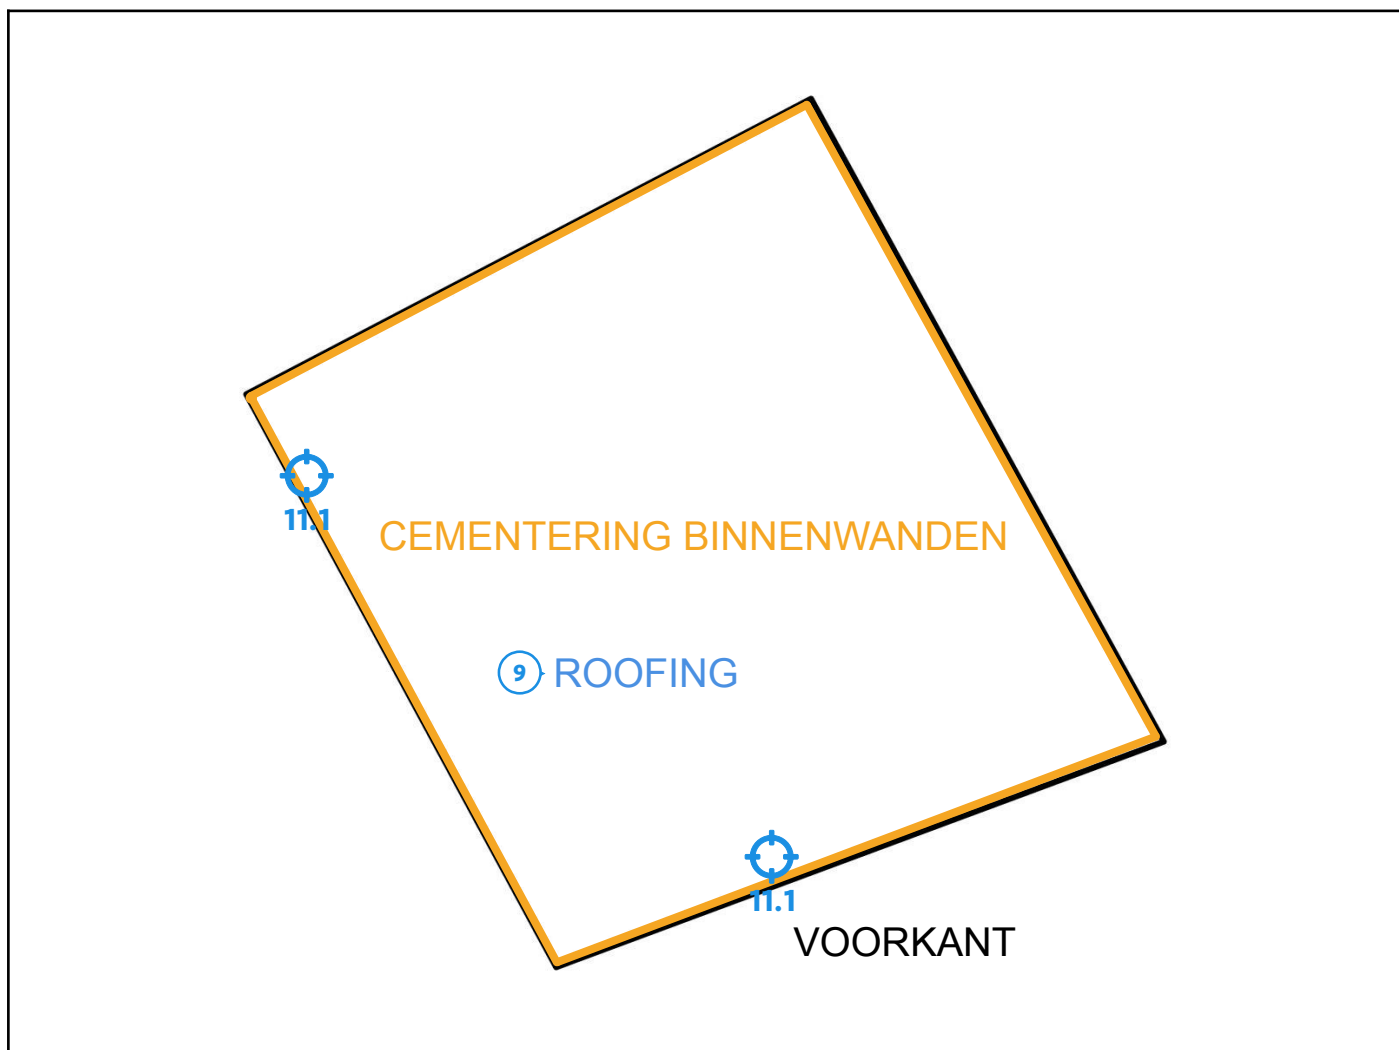 11.1
CEMENTERING BINNENWANDEN
9 ROOFING
11.1
VOORKANT